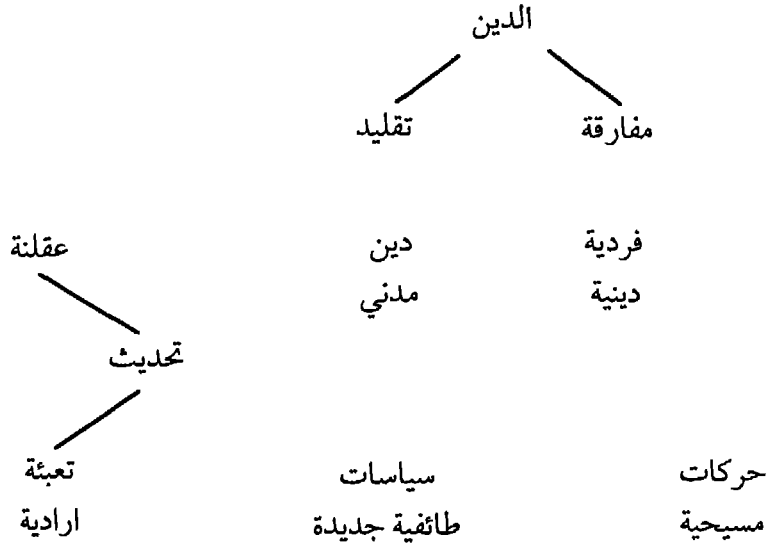 الدين
مفارقة تقليد
فردية دين عقلنة
دينية مدني
تحديث
حركات سياسات تعبئة
مسيحية طائفية جديدة ارادية